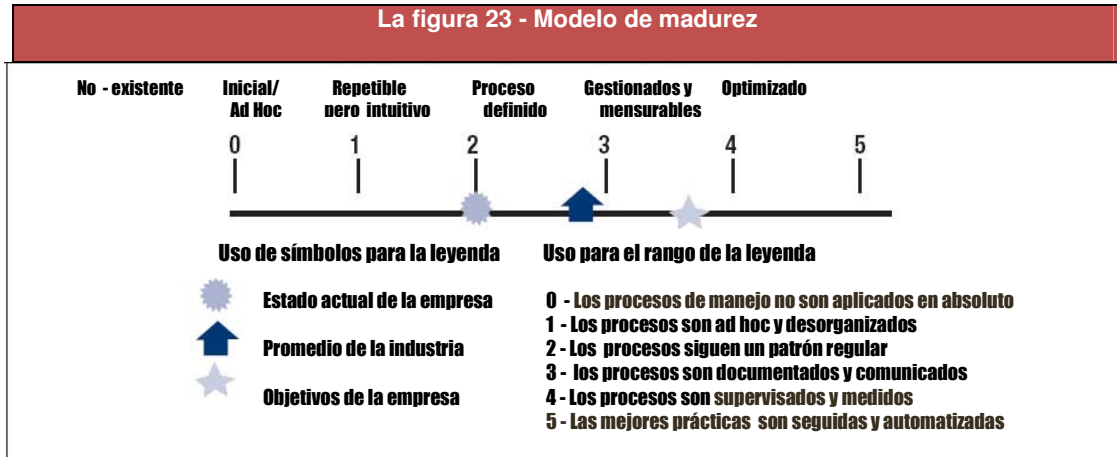 La figura 23 - Modelo de madurez
No - existente Inicial/ Repetible Proceso Gestionados y Optimizado
Ad Hoc pero intuitivo definido mensurables
0 1 2 3 4 5
Uso de símbolos para la leyenda
Estado actual de la empresa
Promedio de la industria
Objetivos de la empresa
Uso para el rango de la leyenda
0 - Los procesos de manejo no son aplicados en absoluto
1 - Los procesos son ad hoc y desorganizados
2 - Los procesos siguen un patrón regular
3 - los procesos son documentados y comunicados
4 - Los procesos son supervisados y medidos
5 - Las mejores prácticas son seguidas y automatizadas